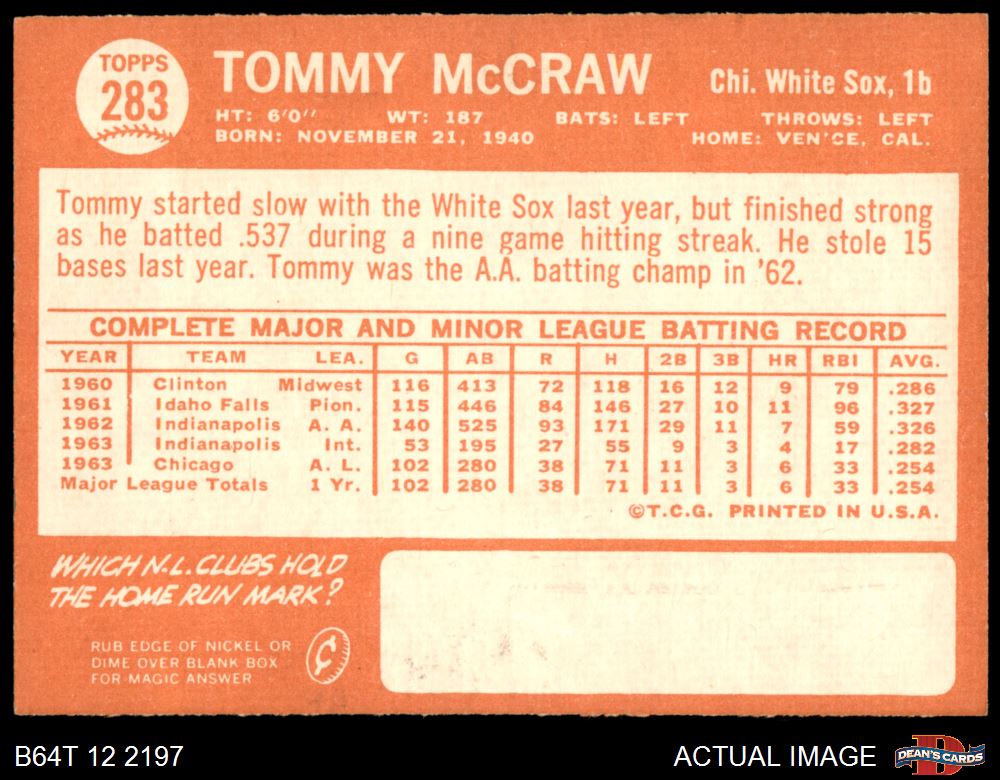 TOPPS
283
TOMMY McCRAW
Chi. White Sox, 1b
HT: 6'0" WT: 187 BATS: LEFT THROWS: LEFT
BORN: NOVEMBER 21, 1940 HOME: VEN'CE, CAL.
Tommy started slow with the White Sox last year, but finished strong
as he batted .537 during a nine game hitting streak. He stole 15
bases last year. Tommy was the A.A. batting champ in '62.
COMPLETE MAJOR AND MINOR LEAGUE BATTING RECORD
YEAR TEAM LEA. G AB R H 2B 3B HR RBI AVG.
1960 Clinton Midwest 116 413 72 118 16 12 9 79 .286
1961 Idaho Falls Pion. 115 446 84 146 27 10 11 96 .327
1962 Indianapolis A. A. 140 525 93 171 29 11 7 59 .326
1963 Indianapolis Int. 53 195 27 55 9 3 4 17 .282
1963 Chicago A. L. 102 280 38 71 11 3 6 33 .254
Major League Totals 1 Yr. 102 280 38 71 11 3 6 33 .254
©T.C.G. PRINTED IN U.S.A.
WHICH N.L. CLUBS HOLD
THE HOME RUN MARK?
RUB EDGE OF NICKEL OR
DIME OVER BLANK BOX
FOR MAGIC ANSWER
¢
B64T 12 2197
ACTUAL IMAGE
D
DEAN'S CARDS